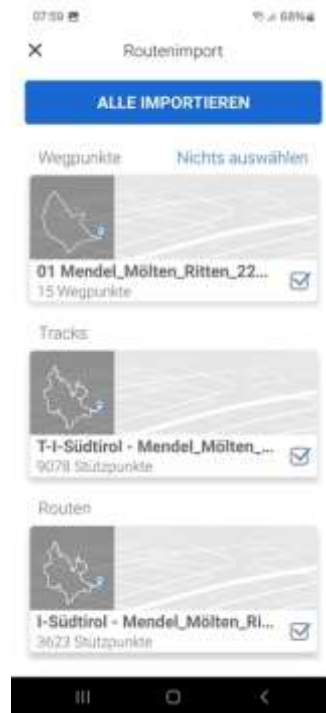 07:59 68%
Routenimport
ALLE IMPORTIEREN
Wegpunkte Nichts auswählen
01 Mendel_Mölten_Ritten_22...
15 Wegpunkte
Tracks
T-I-Südtirol - Mendel_Mölten_...
9078 Stützpunkte
Routen
I-Südtirol - Mendel_Mölten_Ri...
3623 Stützpunkte